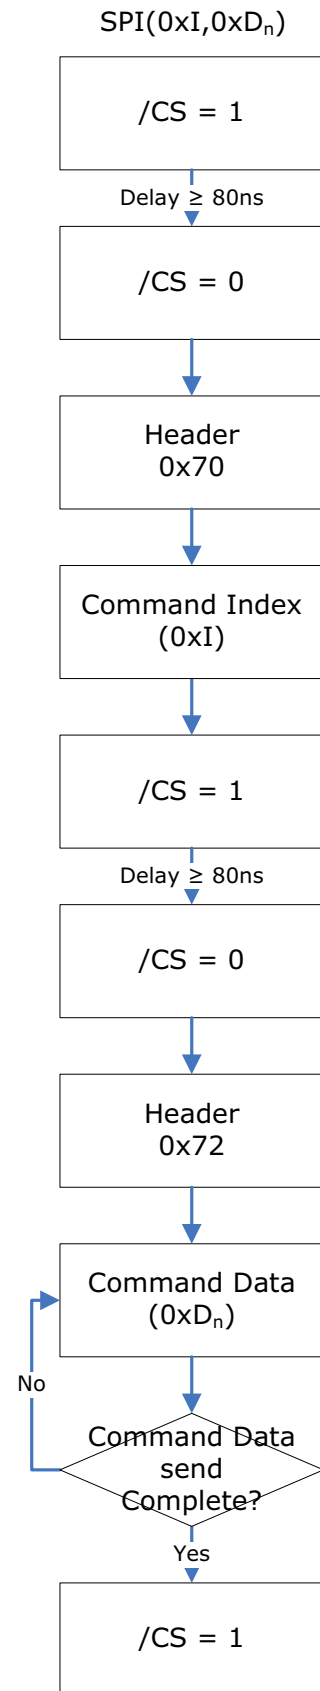 SPI(0xI,0xDₙ)
/CS = 1
Delay ≥ 80ns
/CS = 0
Header
0x70
Command Index
(0xI)
/CS = 1
Delay ≥ 80ns
/CS = 0
Header
0x72
Command Data
(0xDₙ)
No
Command Data
send
Complete?
Yes
/CS = 1